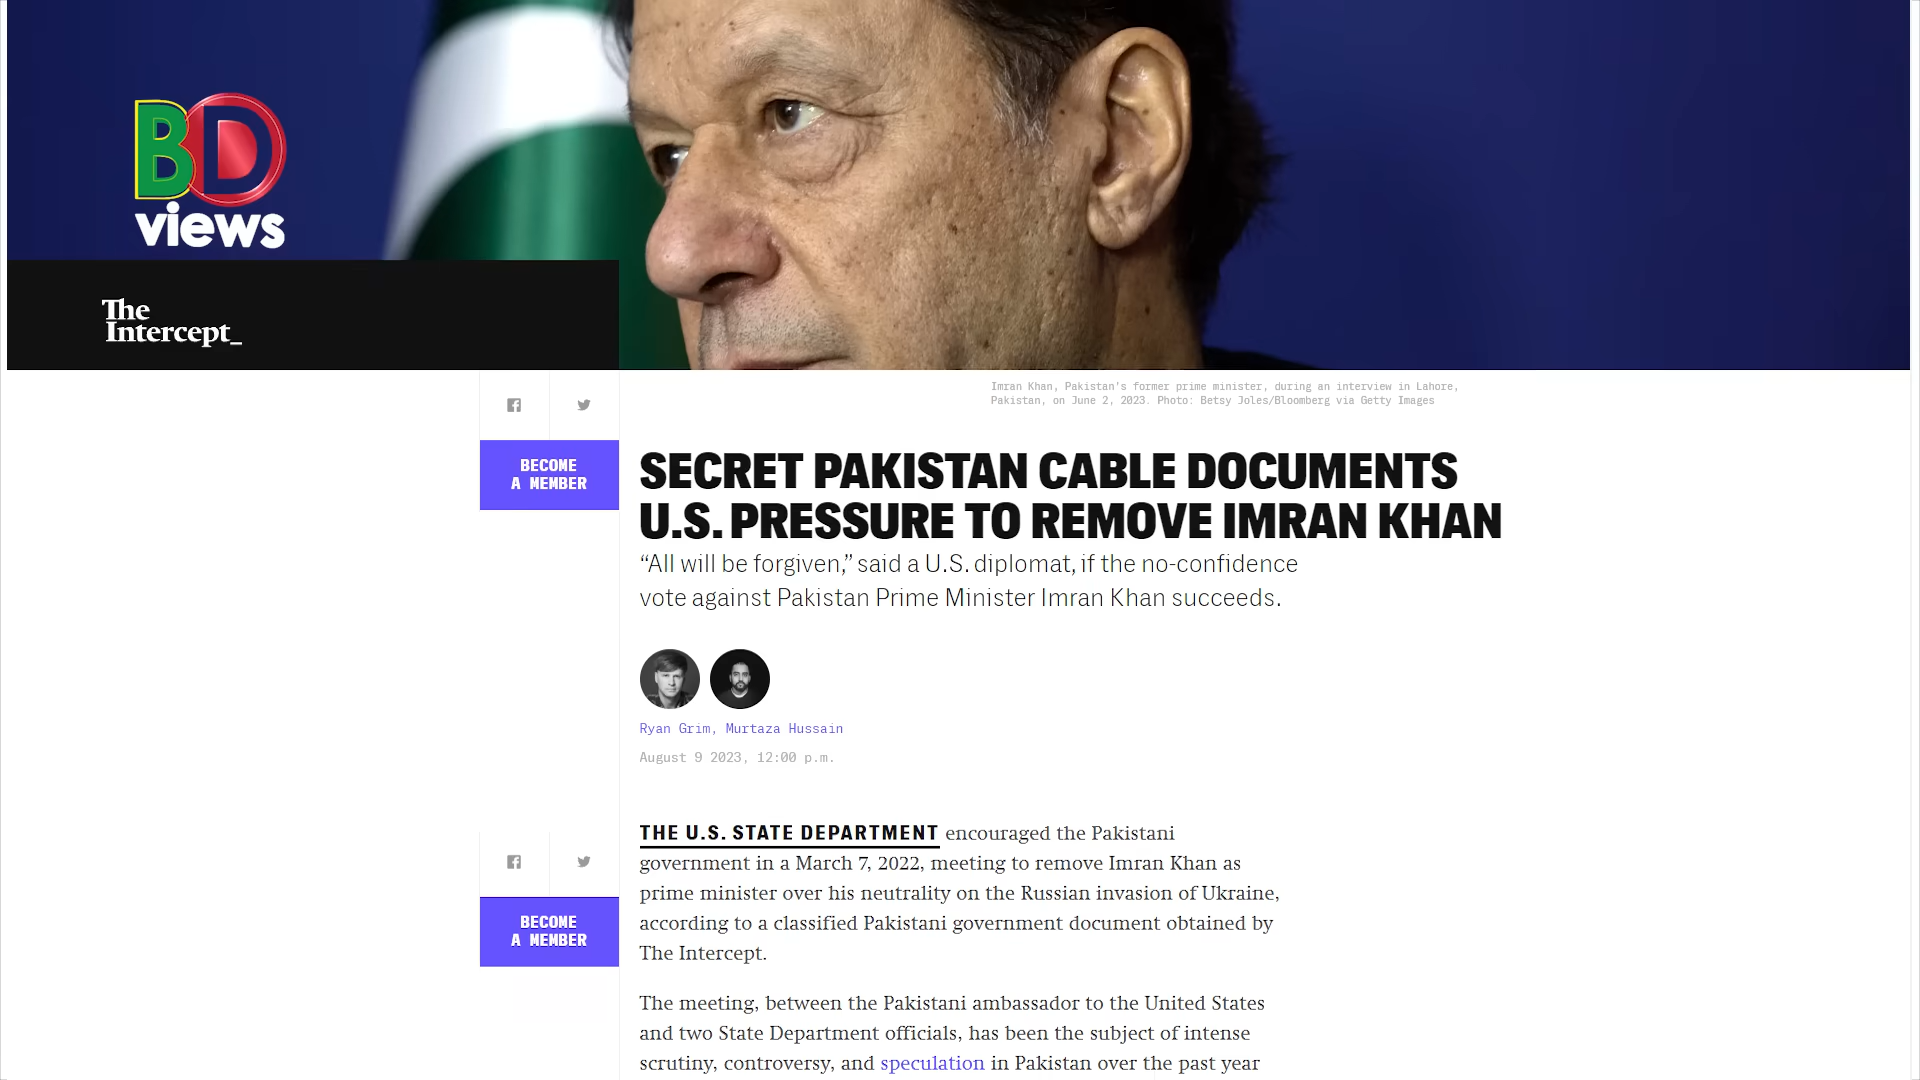 BD
views
The
Intercept_
Imran Khan, Pakistan's former prime minister, during an interview in Lahore,
Pakistan, on June 2, 2023. Photo: Betsy Joles/Bloomberg via Getty Images
BECOME
A MEMBER
SECRET PAKISTAN CABLE DOCUMENTS
U.S. PRESSURE TO REMOVE IMRAN KHAN
“All will be forgiven,” said a U.S. diplomat, if the no-confidence
vote against Pakistan Prime Minister Imran Khan succeeds.
Ryan Grim, Murtaza Hussain
August 9 2023, 12:00 p.m.
THE U.S. STATE DEPARTMENT encouraged the Pakistani
government in a March 7, 2022, meeting to remove Imran Khan as
prime minister over his neutrality on the Russian invasion of Ukraine,
according to a classified Pakistani government document obtained by
The Intercept.
BECOME
A MEMBER
The meeting, between the Pakistani ambassador to the United States
and two State Department officials, has been the subject of intense
scrutiny, controversy, and speculation in Pakistan over the past year